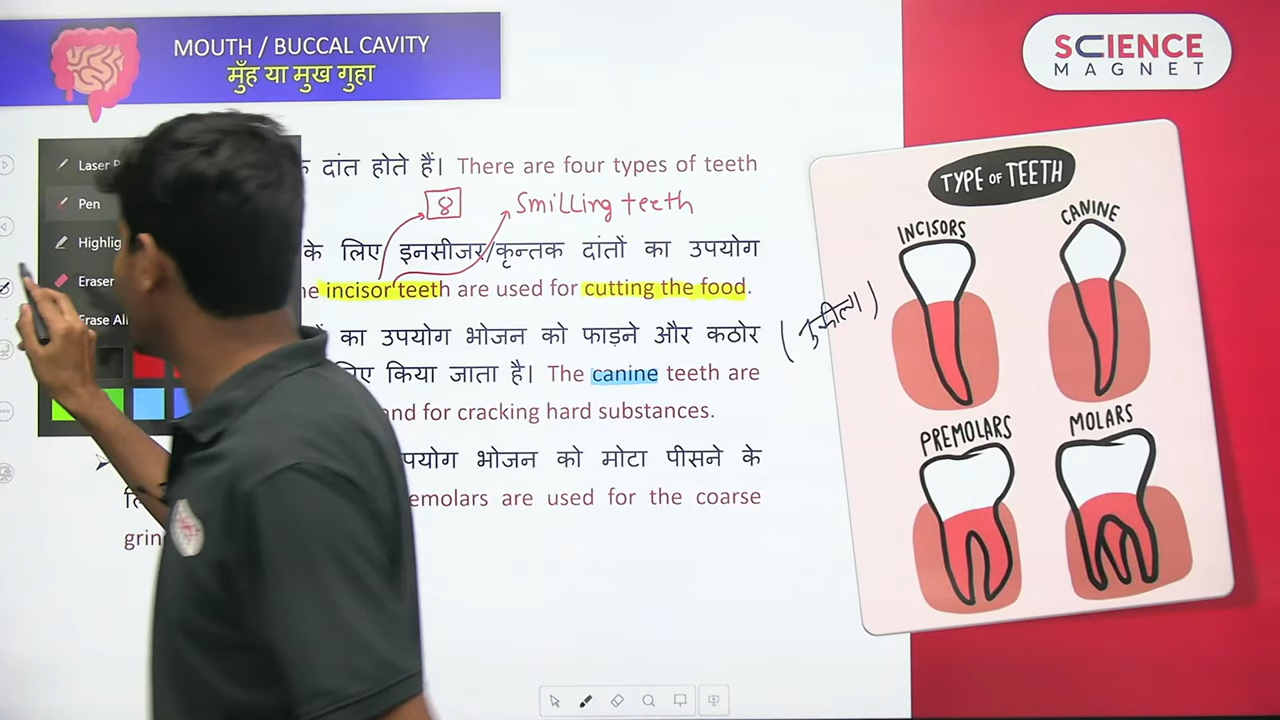 MOUTH / BUCCAL CAVITY
मुँह या मुख गुहा
SCIENCE
MAGNET
Laser
Pen
Highlig
Eraser
Erase All
दांत होते हैं। There are four types of teeth
8 Smilling teeth
के लिए इनसीजर/कृन्तक दांतों का उपयोग
incisor teeth are used for cutting the food.
का उपयोग भोजन को फाड़ने और कठोर
किया जाता है। The canine teeth are
and for cracking hard substances.
भोजन को मोटा पीसने के
are used for the coarse
TYPE OF TEETH
INCISORS
CANINE
PREMOLARS
MOLARS